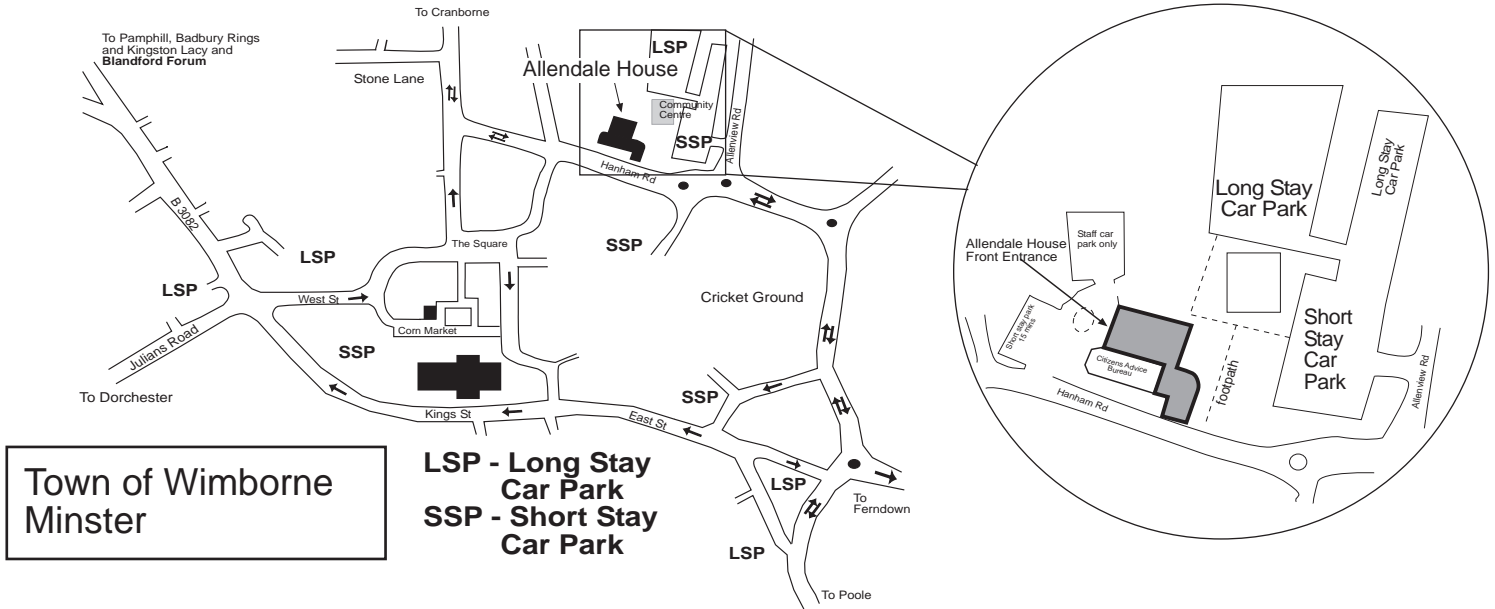 To Cranborne
To Pamphill, Badbury Rings
and Kingston Lacy and
Blandford Forum
Stone Lane
LSP
Allendale House
Community
Centre
SSP
Allenview Rd
Hanham Rd
B 3082
The Square
SSP
LSP
LSP
West St
Cricket Ground
Corn Market
Julians Road
SSP
To Dorchester
SSP
Kings St
East St
LSP
To
Ferndown
LSP
To Poole
Town of Wimborne
Minster
LSP - Long Stay
Car Park
SSP - Short Stay
Car Park
Long Stay
Car Park
Long Stay
Car Park
Staff car
park only
Allendale House
Front Entrance
Short stay park
15 mins
Citizens Advice
Bureau
Short
Stay
Car
Park
footpath
Hanham Rd
Allenview Rd